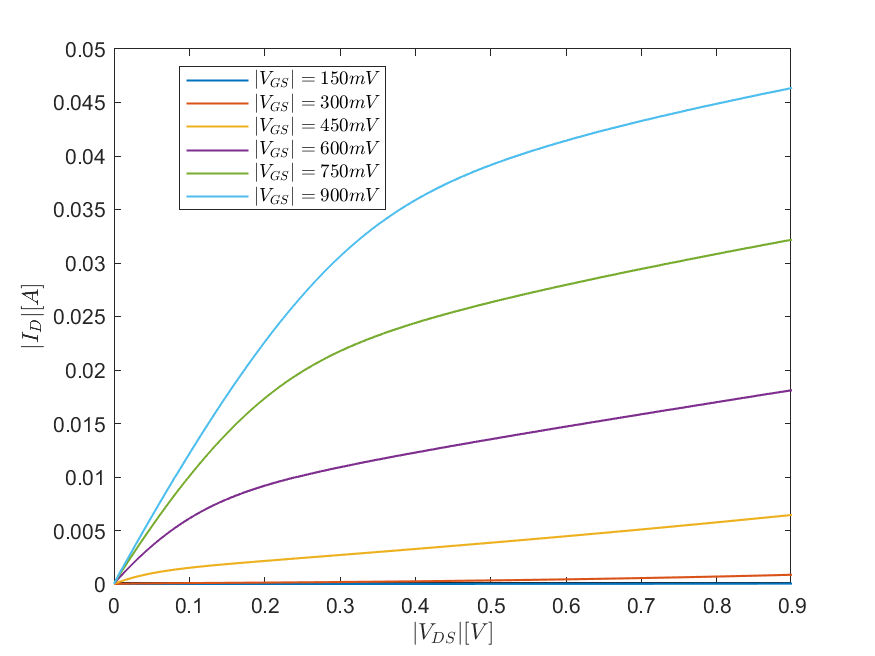 0.05
0.045
0.04
0.035
0.03
0.025
0.02
0.015
0.01
0.005
0
|I_D|[A]
|V_GS| = 150mV
|V_GS| = 300mV
|V_GS| = 450mV
|V_GS| = 600mV
|V_GS| = 750mV
|V_GS| = 900mV
0 0.1 0.2 0.3 0.4 0.5 0.6 0.7 0.8 0.9
|V_DS|[V]